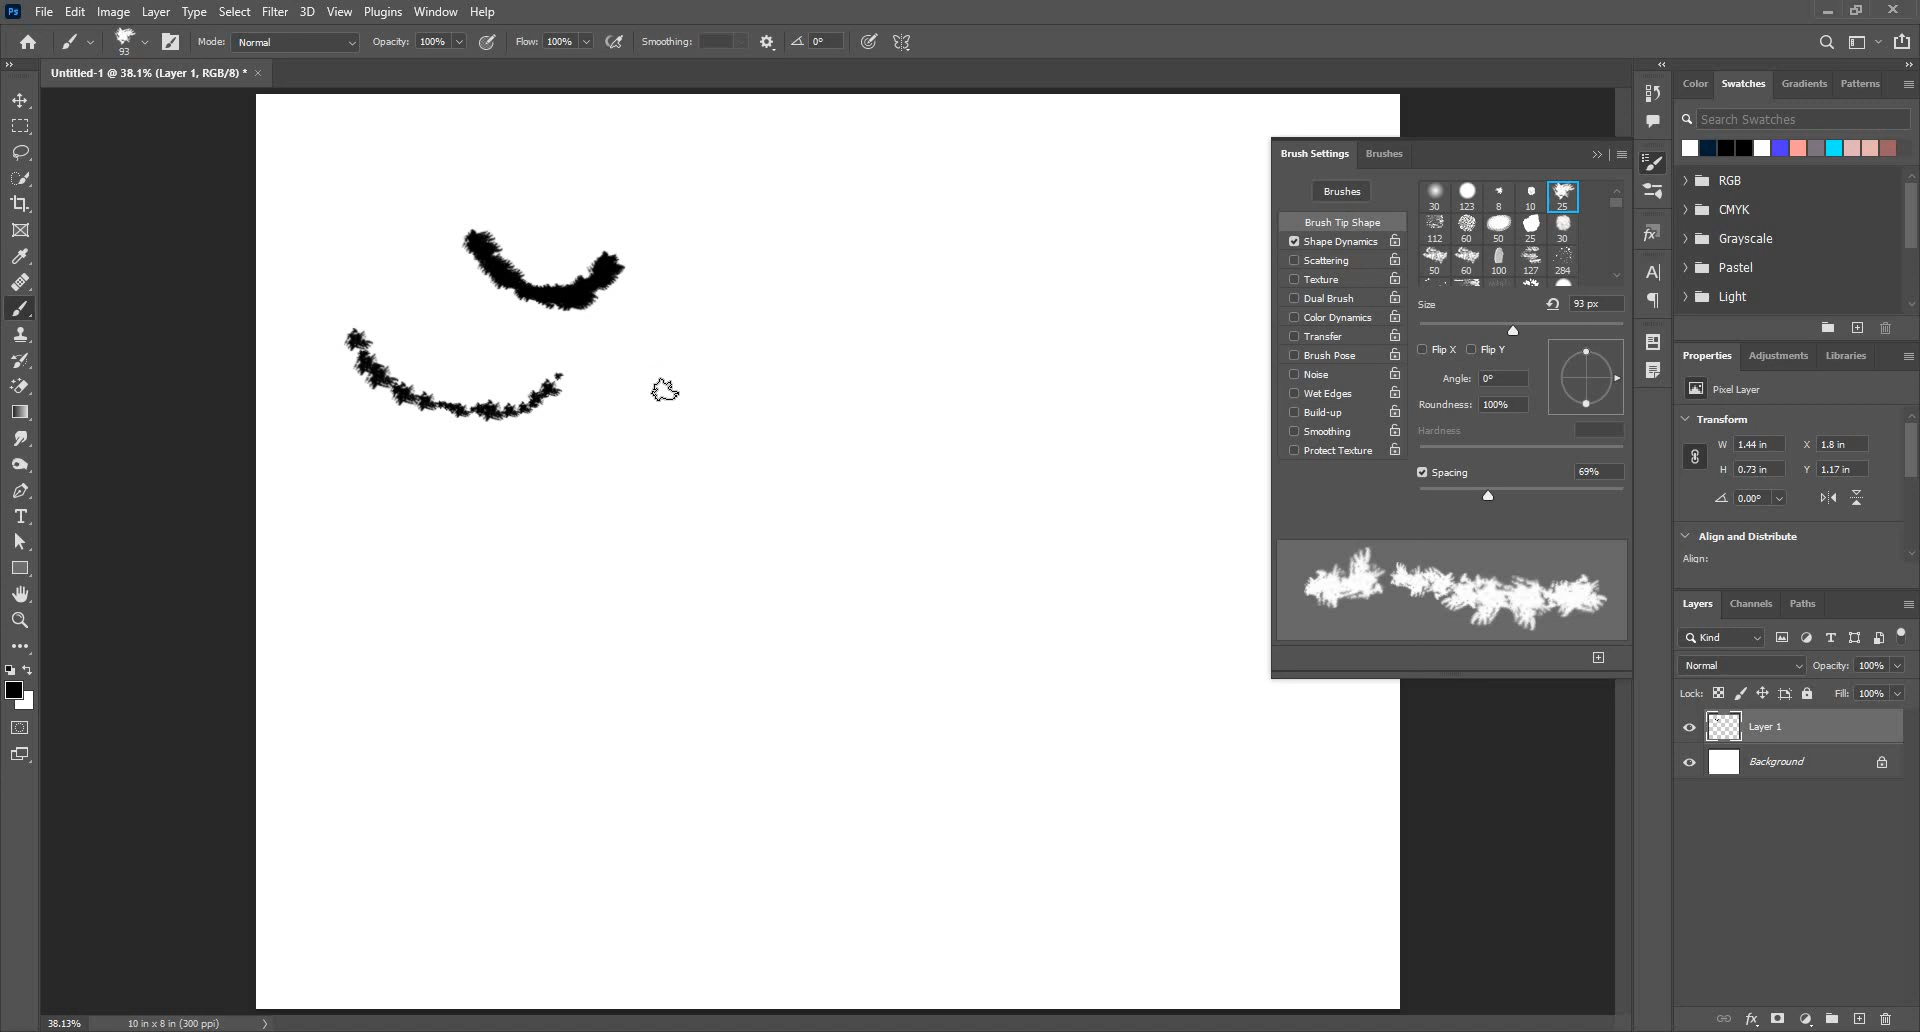 Ps File Edit Image Layer Type Select Filter 3D View Plugins Window Help
93 Mode: Normal Opacity: 100% Flow: 100% Smoothing: 0°
Untitled-1 @ 38.1% (Layer 1, RGB/8) * ×
Brush Settings Brushes
Brushes
30 123 8 10 25
112 60 50 25 30
50 60 100 127 284
Brush Tip Shape
Shape Dynamics
Scattering
Texture
Dual Brush
Color Dynamics
Transfer
Brush Pose
Noise
Wet Edges
Build-up
Smoothing
Protect Texture
Size 93 px
Flip X Flip Y
Angle: 0°
Roundness: 100%
Hardness
Spacing 69%
Color Swatches Gradients Patterns
Search Swatches
RGB
CMYK
Grayscale
Pastel
Light
Properties Adjustments Libraries
Pixel Layer
Transform
W 1.44 in X 1.8 in
H 0.73 in Y 1.17 in
0.00°
Align and Distribute
Align:
Layers Channels Paths
Kind
Normal Opacity: 100%
Lock: Fill: 100%
Layer 1
Background
38.13% 10 in x 8 in (300 ppi)